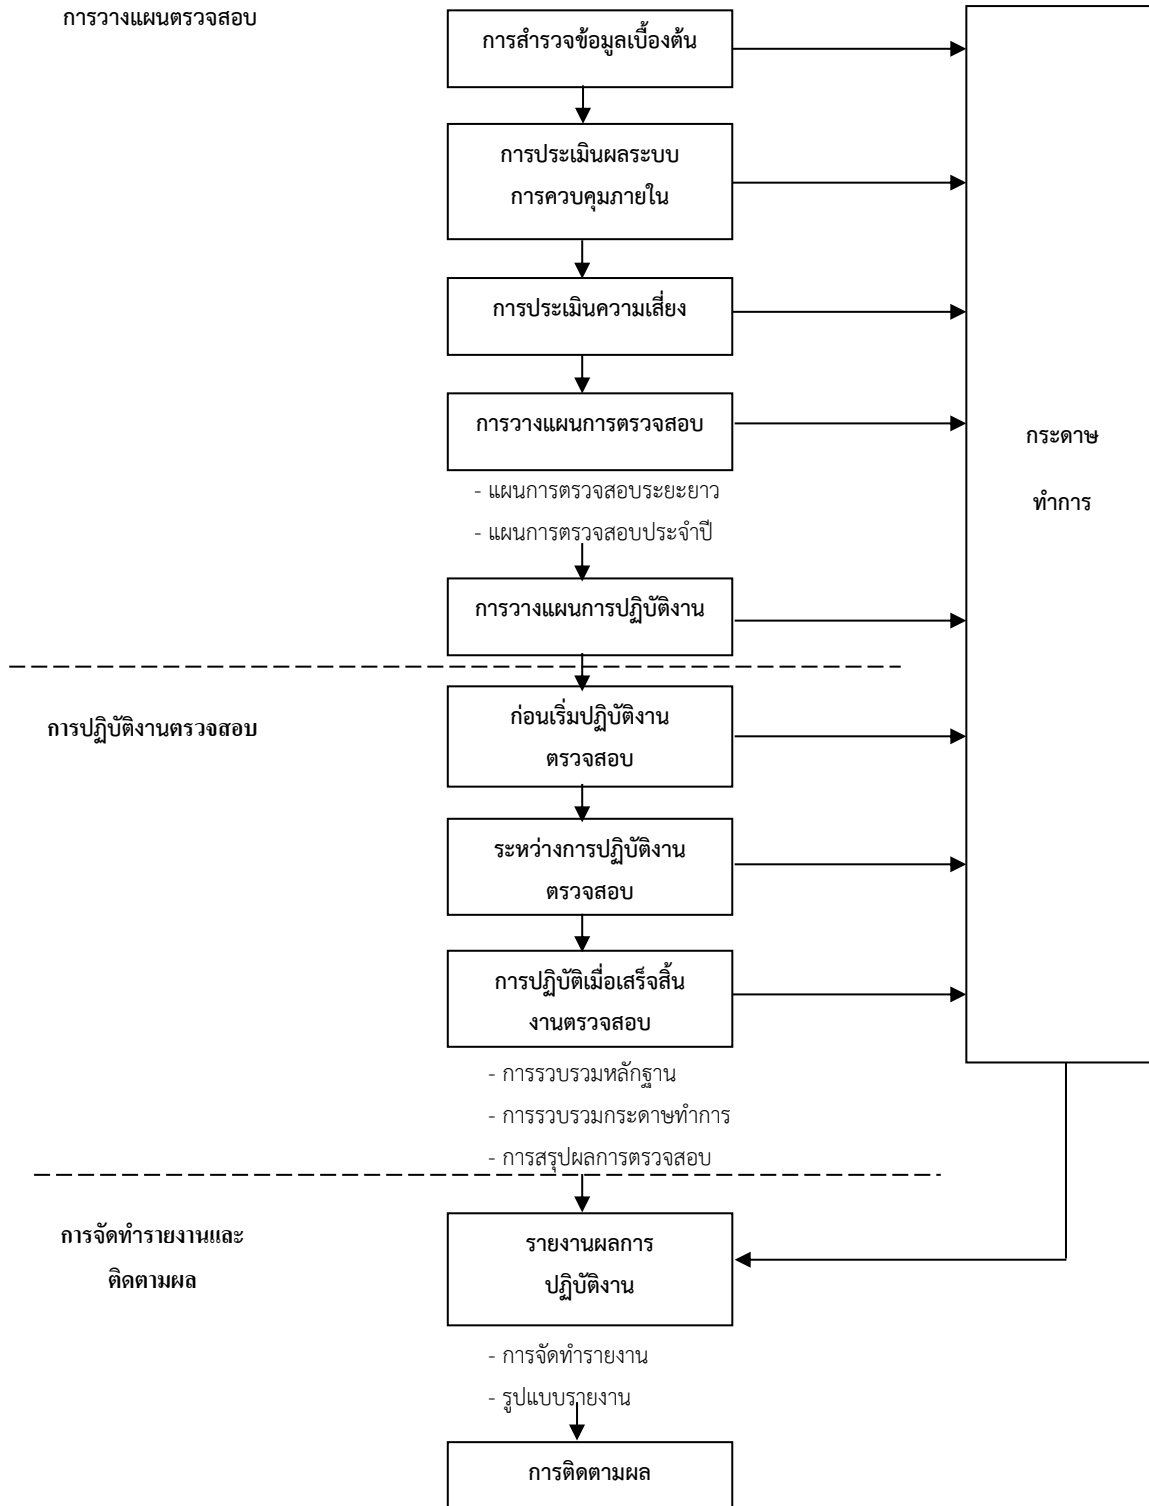 การวางแผนตรวจสอบ
การสำรวจข้อมูลเบื้องต้น
การประเมินผลระบบ
การควบคุมภายใน
การประเมินความเสี่ยง
การวางแผนการตรวจสอบ
- แผนการตรวจสอบระยะยาว
- แผนการตรวจสอบประจำปี
การวางแผนการปฏิบัติงาน
กระดาษ
ทำการ
การปฏิบัติงานตรวจสอบ
ก่อนเริ่มปฏิบัติงาน
ตรวจสอบ
ระหว่างการปฏิบัติงาน
ตรวจสอบ
การปฏิบัติเมื่อเสร็จสิ้น
งานตรวจสอบ
- การรวบรวมหลักฐาน
- การรวบรวมกระดาษทำการ
- การสรุปผลการตรวจสอบ
การจัดทำรายงานและ
ติดตามผล
รายงานผลการ
ปฏิบัติงาน
- การจัดทำรายงาน
- รูปแบบรายงาน
การติดตามผล